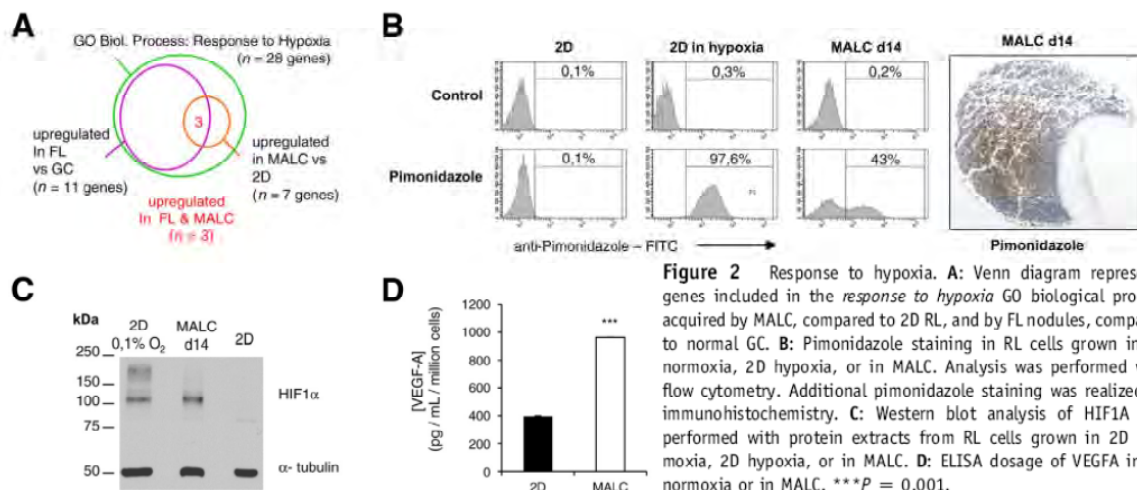 A
GO Biol. Process: Response to Hypoxia
(n = 28 genes)
3
upregulated
in FL
vs GC
(n = 11 genes)
upregulated
in MALC vs
2D
(n = 7 genes)
upregulated
in FL & MALC
(n = 3)
B
2D
2D in hypoxia
MALC d14
MALC d14
Control
0,1%
0,3%
0,2%
Pimonidazole
0,1%
97,6%
43%
anti-Pimonidazole – FITC
Pimonidazole
C
kDa
2D
0,1% O2
MALC
d14
2D
250
150
100
75
50
HIF1α
α- tubulin
D
[VEGF-A]
(pg / mL / million cells)
1200
1000
800
600
400
200
0
***
2D
MALC
Figure 2 Response to hypoxia. A: Venn diagram repres
genes included in the response to hypoxia GO biological pro
acquired by MALC, compared to 2D RL, and by FL nodules, compa
to normal GC. B: Pimonidazole staining in RL cells grown in
normoxia, 2D hypoxia, or in MALC. Analysis was performed
flow cytometry. Additional pimonidazole staining was realized
immunohistochemistry. C: Western blot analysis of HIF1A
performed with protein extracts from RL cells grown in 2D
moxia, 2D hypoxia, or in MALC. D: ELISA dosage of VEGFA in
normoxia or in MALC. ***P = 0.001.